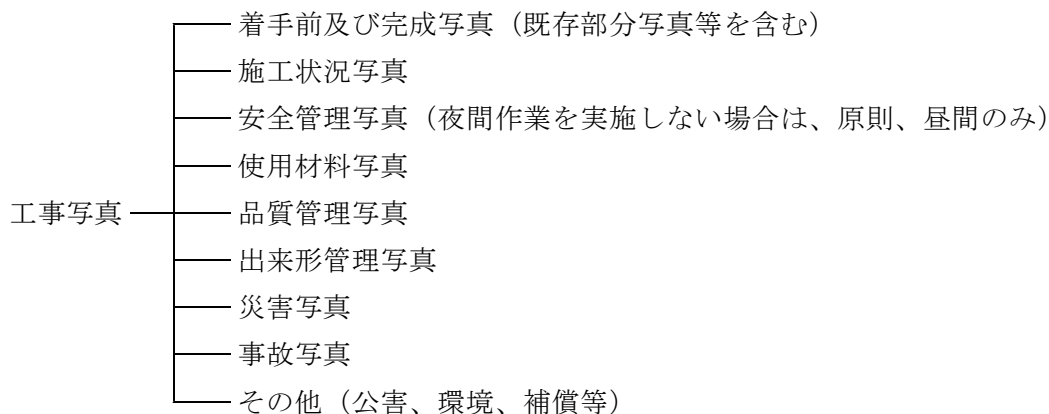 着手前及び完成写真（既存部分写真等を含む）
施工状況写真
安全管理写真（夜間作業を実施しない場合は、原則、昼間のみ）
使用材料写真
工事写真
品質管理写真
出来形管理写真
災害写真
事故写真
その他（公害、環境、補償等）